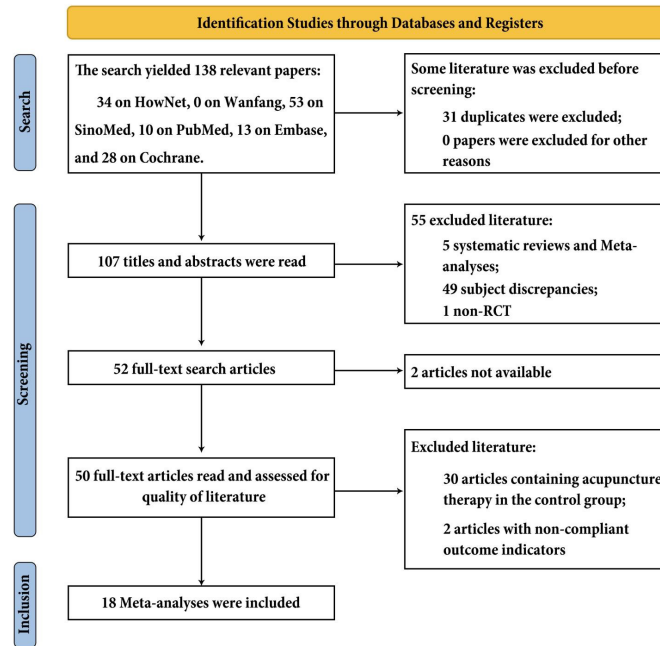 Identification Studies through Databases and Registers
Search
The search yielded 138 relevant papers:
34 on HowNet, 0 on Wanfang, 53 on
SinoMed, 10 on PubMed, 13 on Embase,
and 28 on Cochrane.
Some literature was excluded before
screening:
31 duplicates were excluded;
0 papers were excluded for other
reasons
Screening
107 titles and abstracts were read
55 excluded literature:
5 systematic reviews and Meta-
analyses;
49 subject discrepancies;
1 non-RCT
52 full-text search articles
2 articles not available
50 full-text articles read and assessed for
quality of literature
Excluded literature:
30 articles containing acupuncture
therapy in the control group;
2 articles with non-compliant
outcome indicators
Inclusion
18 Meta-analyses were included